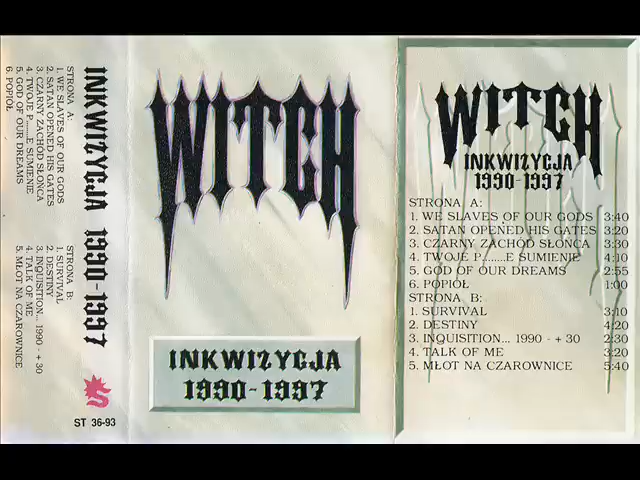 STRONA A:
1. WE SLAVES OF OUR GODS
2. SATAN OPENED HIS GATES
3. CZARNY ZACHÓD SŁOŃCA
4. TWOJE P........E SUMIENIE
5. GOD OF OUR DREAMS
6. POPIÓŁ
STRONA B:
1. SURVIVAL
2. DESTINY
3. INQUISITION... 1990 - + 30
4. TALK OF ME
5. MŁOT NA CZAROWNICE
INKWIZYCJA 1990-1997
ST 36-93
WITCH
INKWIZYCJA
1990-1997
WITCH
INKWIZYCJA
1990-1997
STRONA A:
1. WE SLAVES OF OUR GODS 3:40
2. SATAN OPENED HIS GATES 3:20
3. CZARNY ZACHÓD SŁOŃCA 3:30
4. TWOJE P........E SUMIENIE 4:10
5. GOD OF OUR DREAMS 2:55
6. POPIÓŁ 1:00
STRONA B:
1. SURVIVAL 3:10
2. DESTINY 4:20
3. INQUISITION... 1990 - + 30 2:30
4. TALK OF ME 3:20
5. MŁOT NA CZAROWNICE 5:40